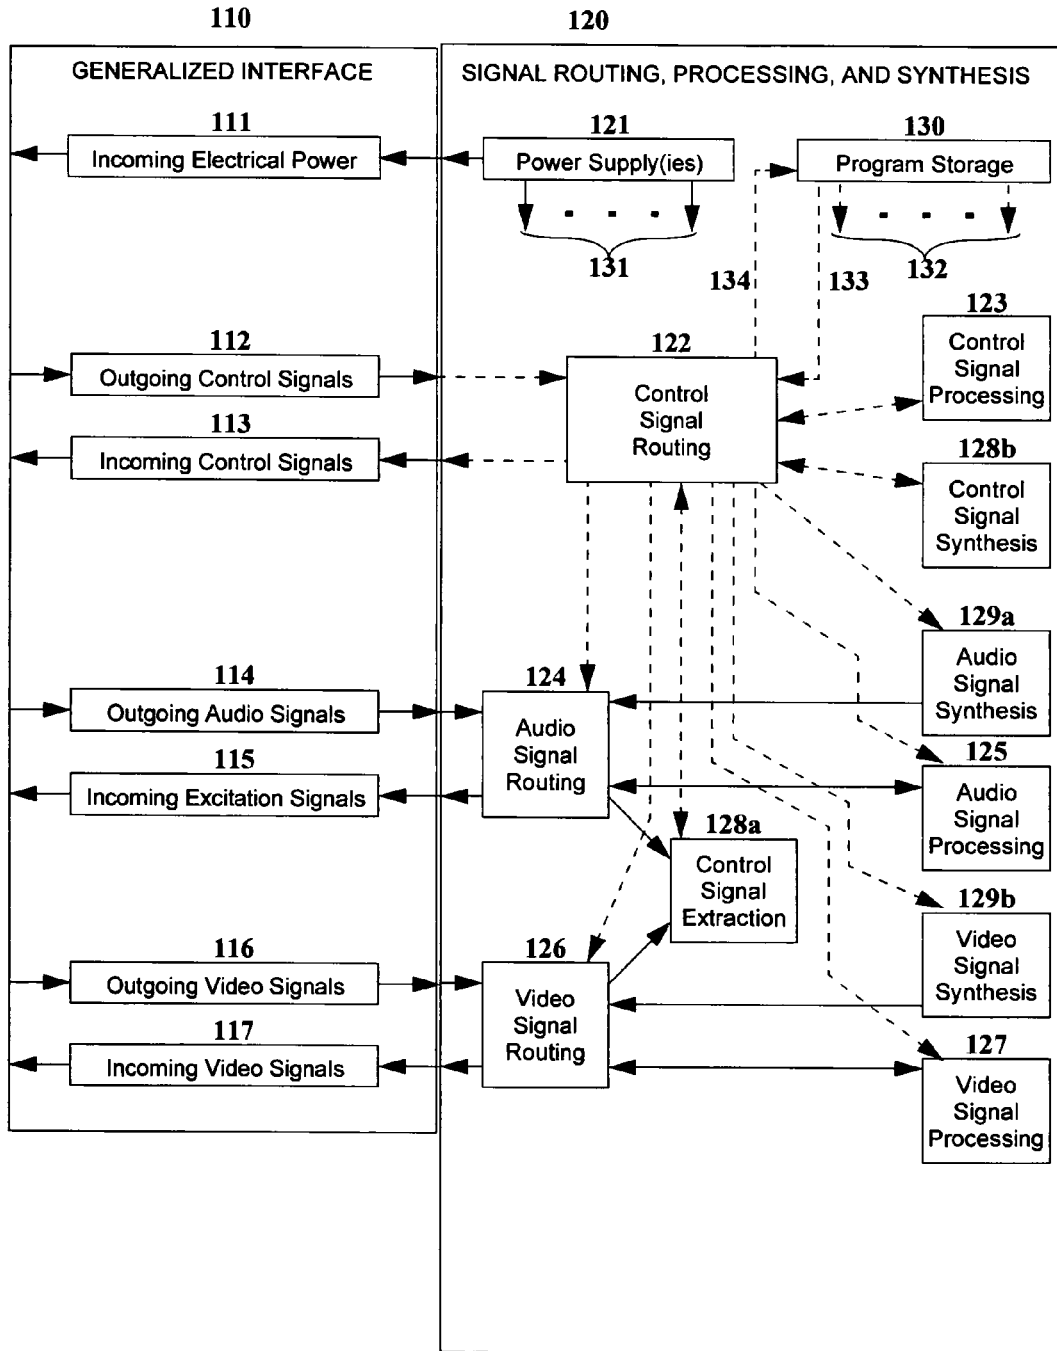 110
120
GENERALIZED INTERFACE
SIGNAL ROUTING, PROCESSING, AND SYNTHESIS
111
Incoming Electrical Power
121
Power Supply(ies)
130
Program Storage
131
134
133
132
112
Outgoing Control Signals
113
Incoming Control Signals
122
Control
Signal
Routing
123
Control
Signal
Processing
128b
Control
Signal
Synthesis
129a
Audio
Signal
Synthesis
114
Outgoing Audio Signals
115
Incoming Excitation Signals
124
Audio
Signal
Routing
125
Audio
Signal
Processing
128a
Control
Signal
Extraction
129b
Video
Signal
Synthesis
116
Outgoing Video Signals
117
Incoming Video Signals
126
Video
Signal
Routing
127
Video
Signal
Processing